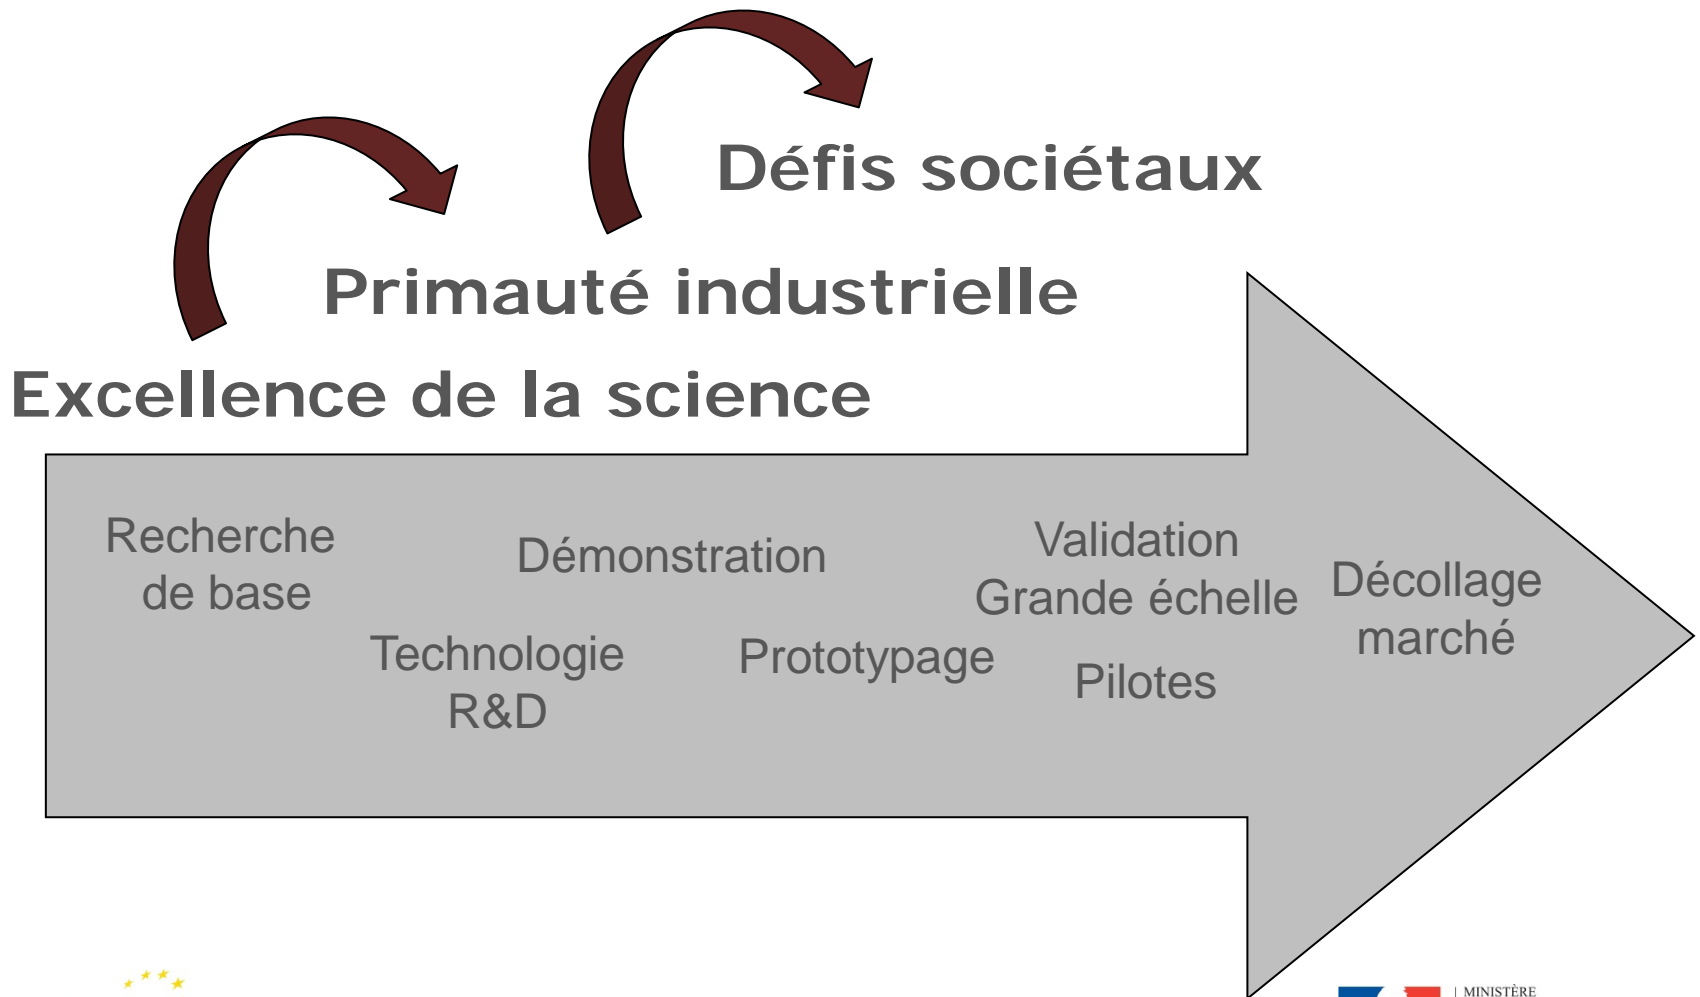 Défis sociétaux
Primauté industrielle
Excellence de la science
Recherche
de base
Technologie
R&D
Démonstration
Prototypage
Validation
Grande échelle
Pilotes
Décollage
marché
MINISTÈRE